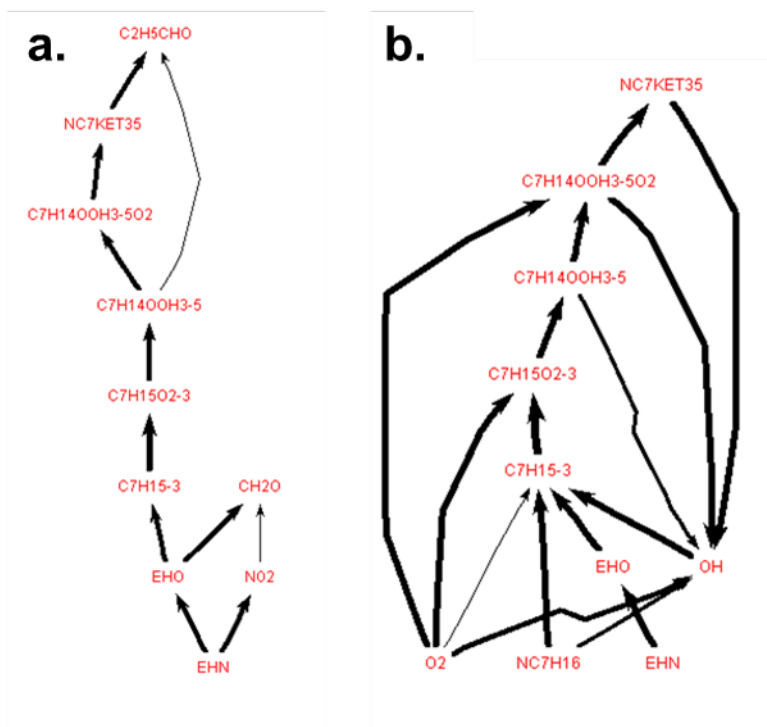 a.
C2H5CHO
NC7KET35
C7H14OOH3-5O2
C7H14OOH3-5
C7H15O2-3
C7H15-3 CH2O
EHO NO2
EHN
b.
NC7KET35
C7H14OOH3-5O2
C7H14OOH3-5
C7H15O2-3
C7H15-3
EHO OH
O2 NC7H16 EHN